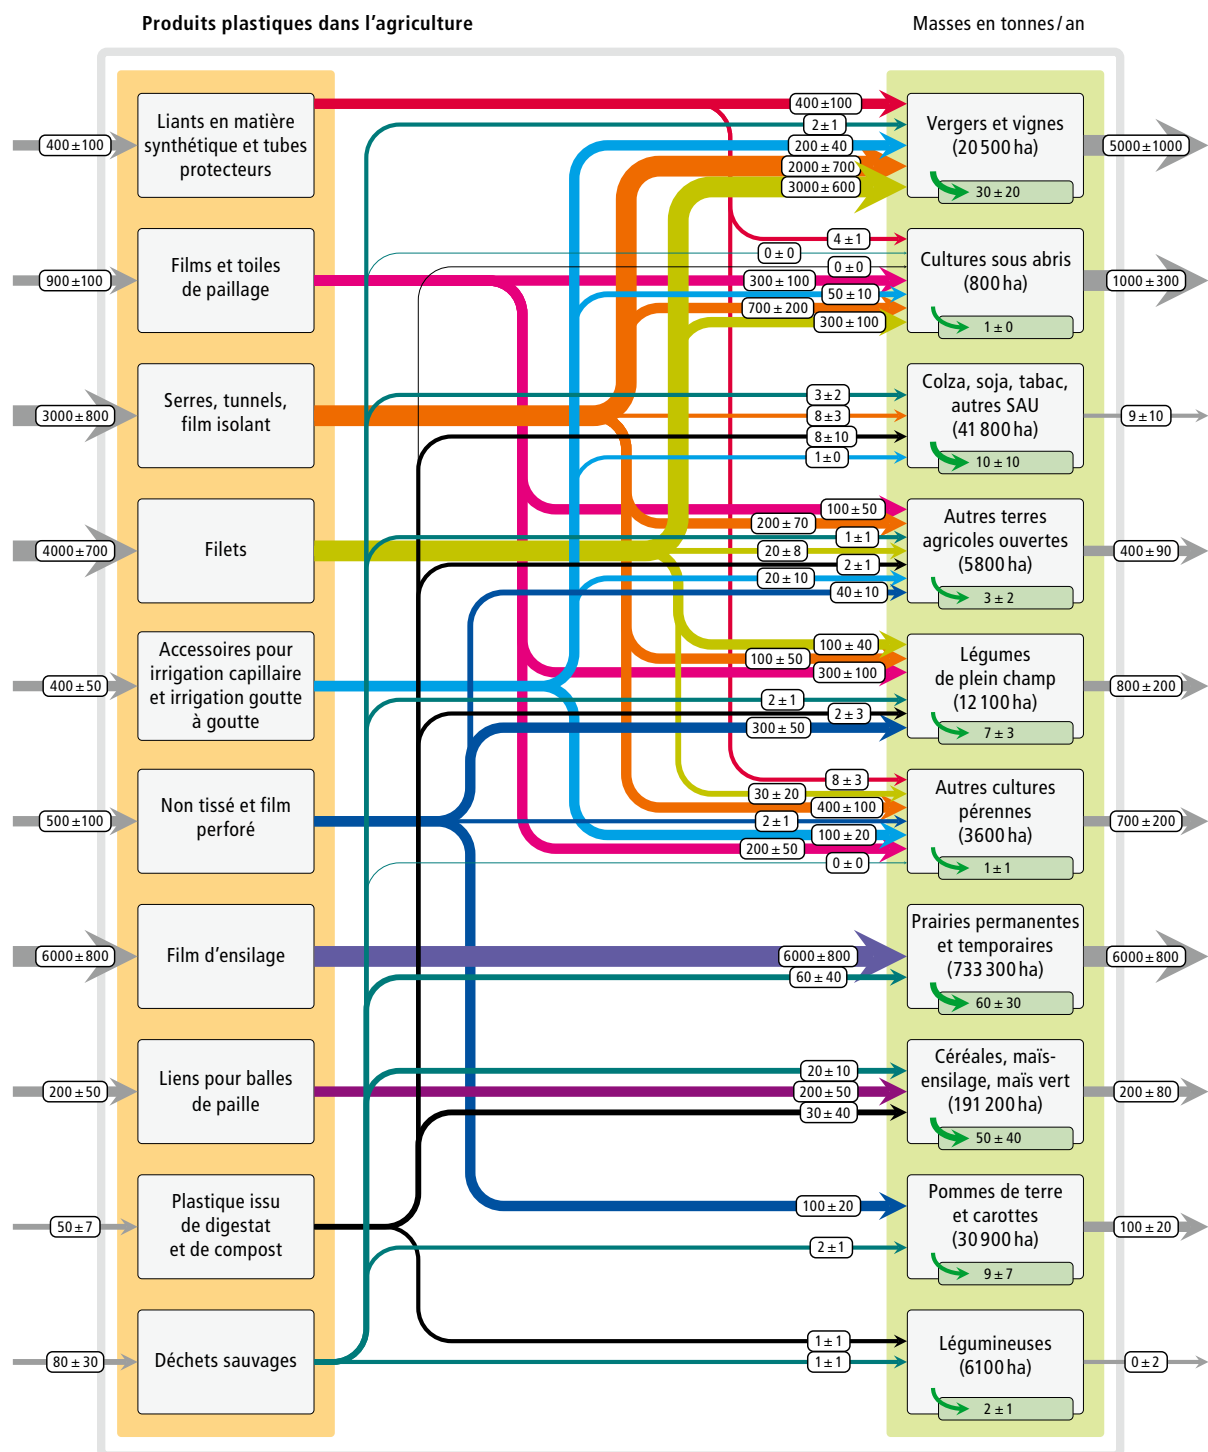 Produits plastiques dans l’agriculture
Masses en tonnes/an
400±100
Liants en matière
synthétique et tubes
protecteurs
900±100
Films et toiles
de paillage
3000±800
Serres, tunnels,
film isolant
4000±700
Filets
400±50
Accessoires pour
irrigation capillaire
et irrigation goutte
à goutte
500±100
Non tissé et film
perforé
6000±800
Film d’ensilage
200±50
Liens pour balles
de paille
50±7
Plastique issu
de digestat
et de compost
80±30
Déchets sauvages
400±100
2±1
200±40
2000±700
3000±600
Vergers et vignes
(20 500 ha)
30±20
5000±1000
4±1
0±0
0±0
300±100
50±10
700±200
300±100
Cultures sous abris
(800 ha)
1±0
1000±300
3±2
8±3
8±10
1±0
Colza, soja, tabac,
autres SAU
(41 800 ha)
10±10
9±10
100±50
200±70
1±1
20±8
2±1
20±10
40±10
Autres terres
agricoles ouvertes
(5800 ha)
3±2
400±90
100±40
100±50
300±100
2±1
2±3
300±50
Légumes
de plein champ
(12 100 ha)
7±3
800±200
8±3
30±20
400±100
2±1
100±20
200±50
0±0
Autres cultures
pérennes
(3600 ha)
1±1
700±200
6000±800
60±40
Prairies permanentes
et temporaires
(733 300 ha)
60±30
6000±800
20±10
200±50
30±40
Céréales, maïs-
ensilage, maïs vert
(191 200 ha)
50±40
200±80
100±20
2±1
Pommes de terre
et carottes
(30 900 ha)
9±7
100±20
1±1
1±1
Légumineuses
(6100 ha)
2±1
0±2